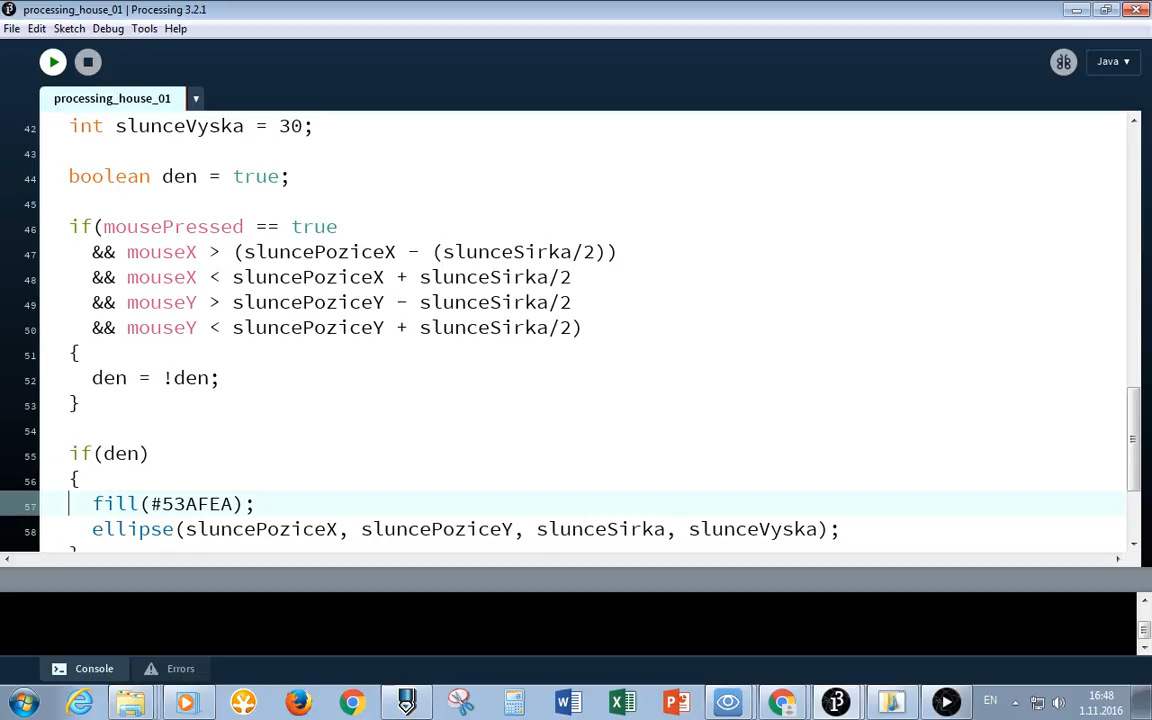 processing_house_01 | Processing 3.2.1
File Edit Sketch Debug Tools Help
Java ▼
processing_house_01 ▼
42 int slunceVyska = 30;
43
44 boolean den = true;
45
46 if(mousePressed == true
47 && mouseX > (sluncePoziceX - (slunceSirka/2))
48 && mouseX < sluncePoziceX + slunceSirka/2
49 && mouseY > sluncePoziceY - slunceSirka/2
50 && mouseY < sluncePoziceY + slunceSirka/2)
51 {
52 den = !den;
53 }
54
55 if(den)
56 {
57 fill(#53AFEA);
58 ellipse(sluncePoziceX, sluncePoziceY, slunceSirka, slunceVyska);
Console Errors
EN 16:48
1.11.2016